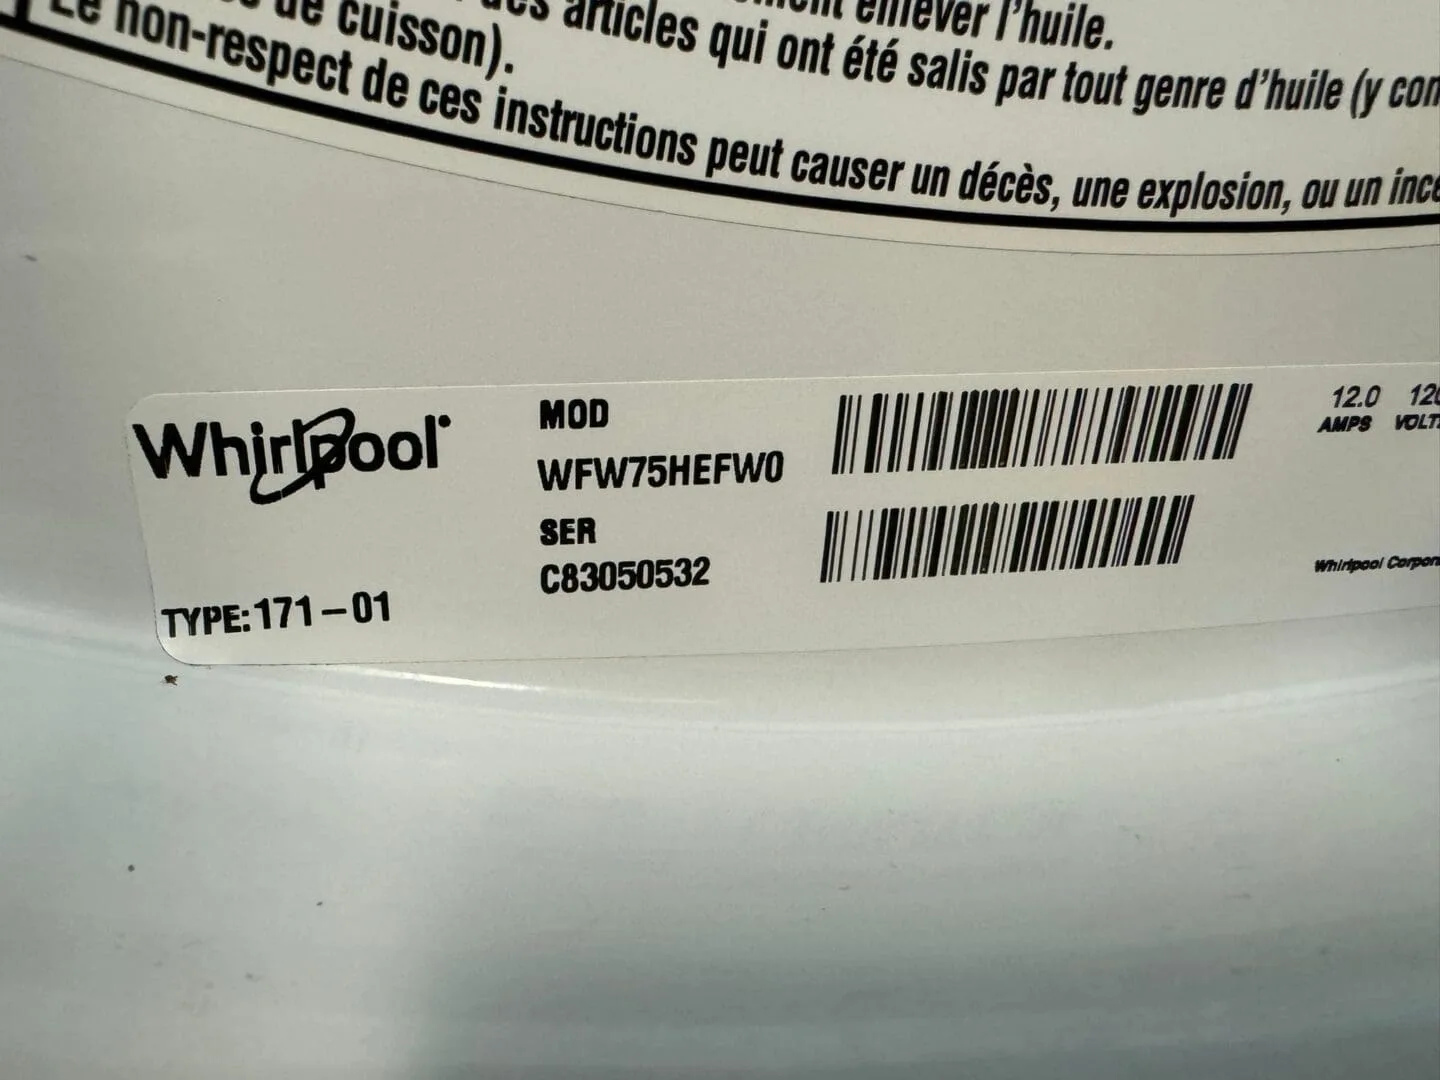 enlever l'huile.
des articles qui ont été salis par tout genre d'huile (y
de cuisson).
Le non-respect de ces instructions peut causer un décès, une explosion, ou un
Whirlpool
MOD
WFW75HEFW0
SER
C83050532
TYPE:171-01
12.0
AMPS
Whirlpool